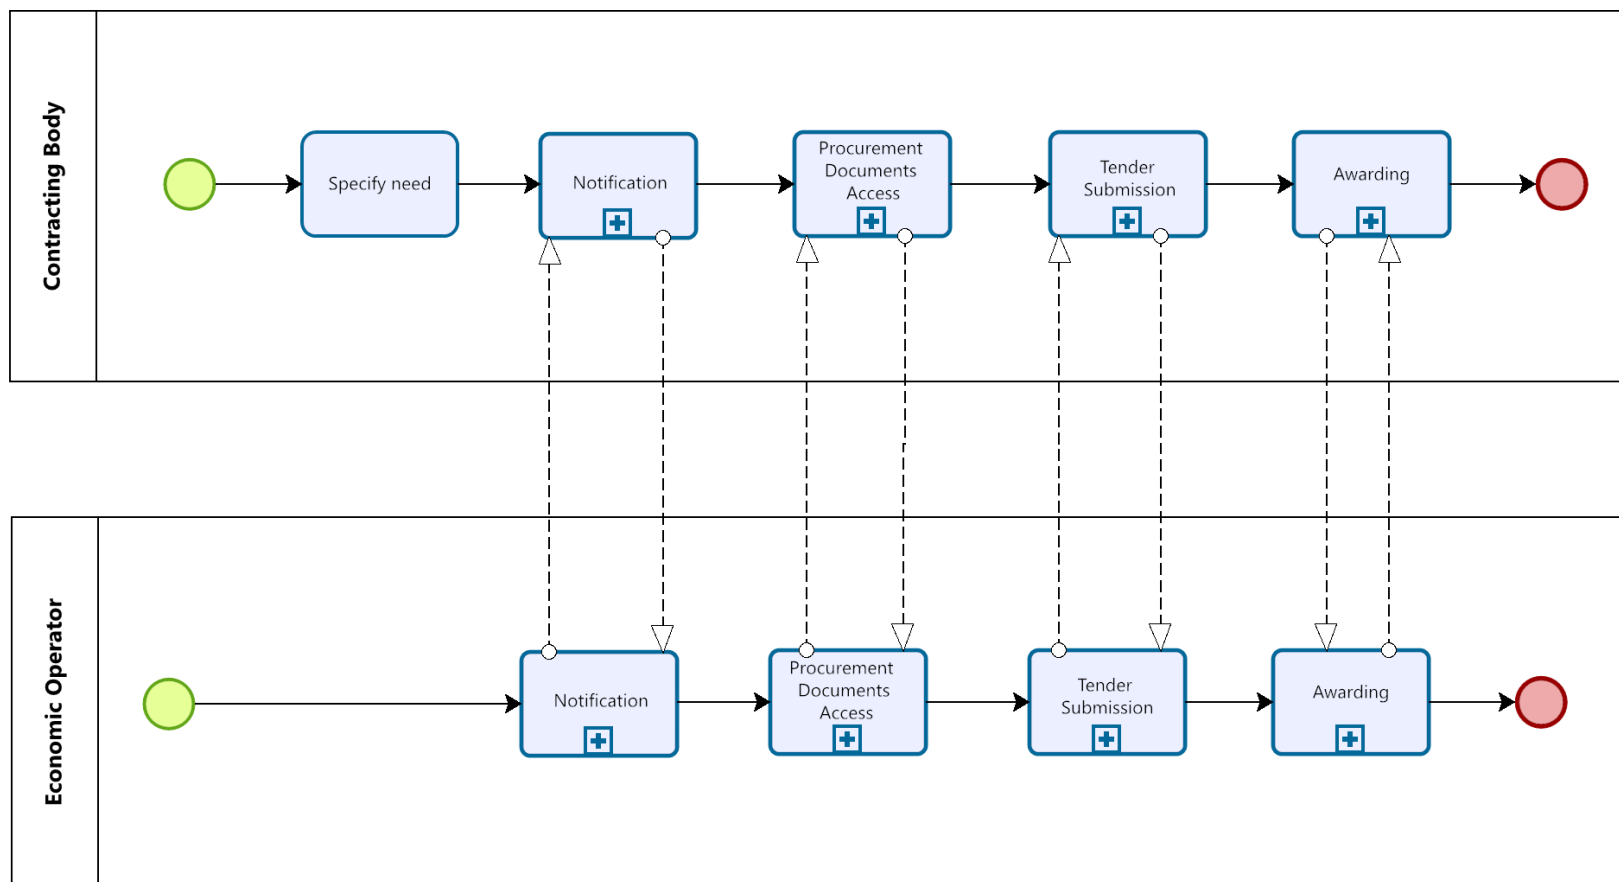 Contracting Body
Specify need
Notification
Procurement
Documents
Access
Tender
Submission
Awarding
Economic Operator
Notification
Procurement
Documents
Access
Tender
Submission
Awarding